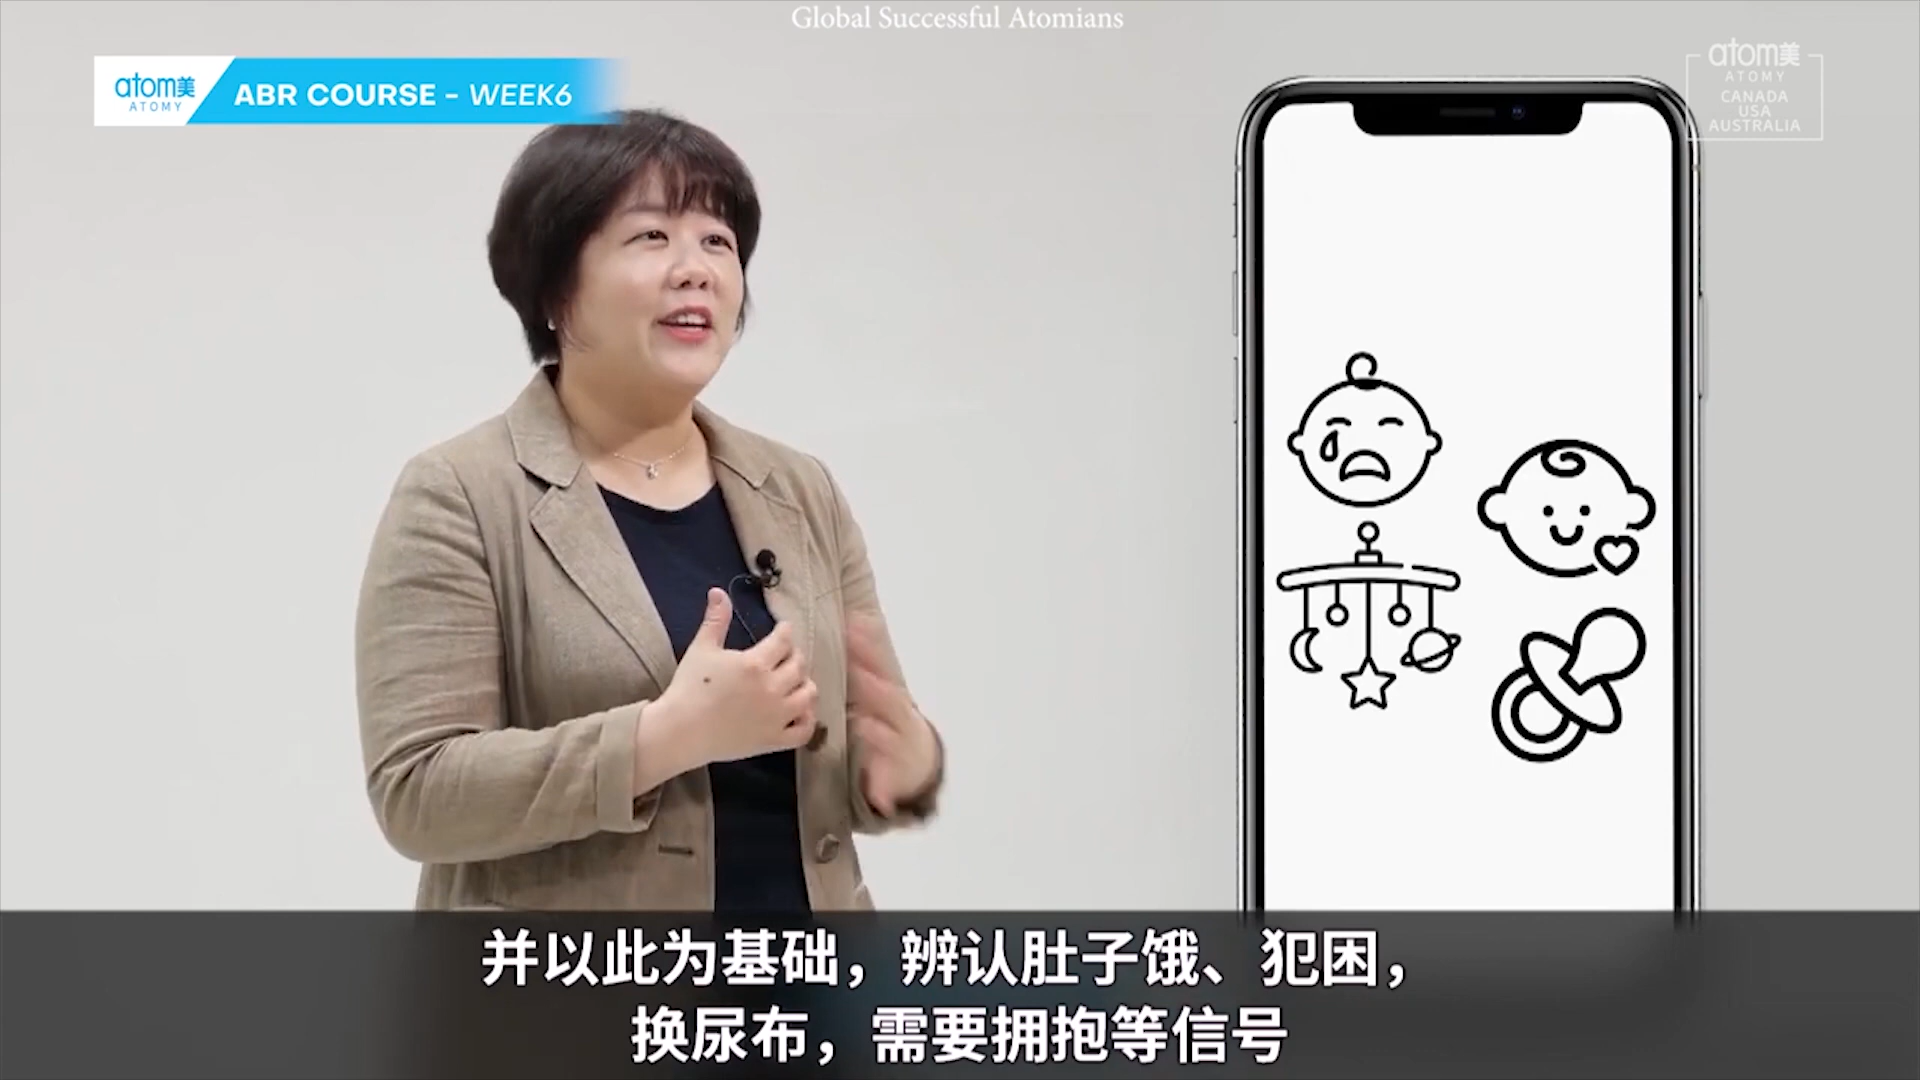 Global Successful Atomians
atom美
ATOMY
ABR COURSE - WEEK6
atom美
ATOMY
CANADA
USA
AUSTRALIA
并以此为基础，辨认肚子饿、犯困，
换尿布，需要拥抱等信号